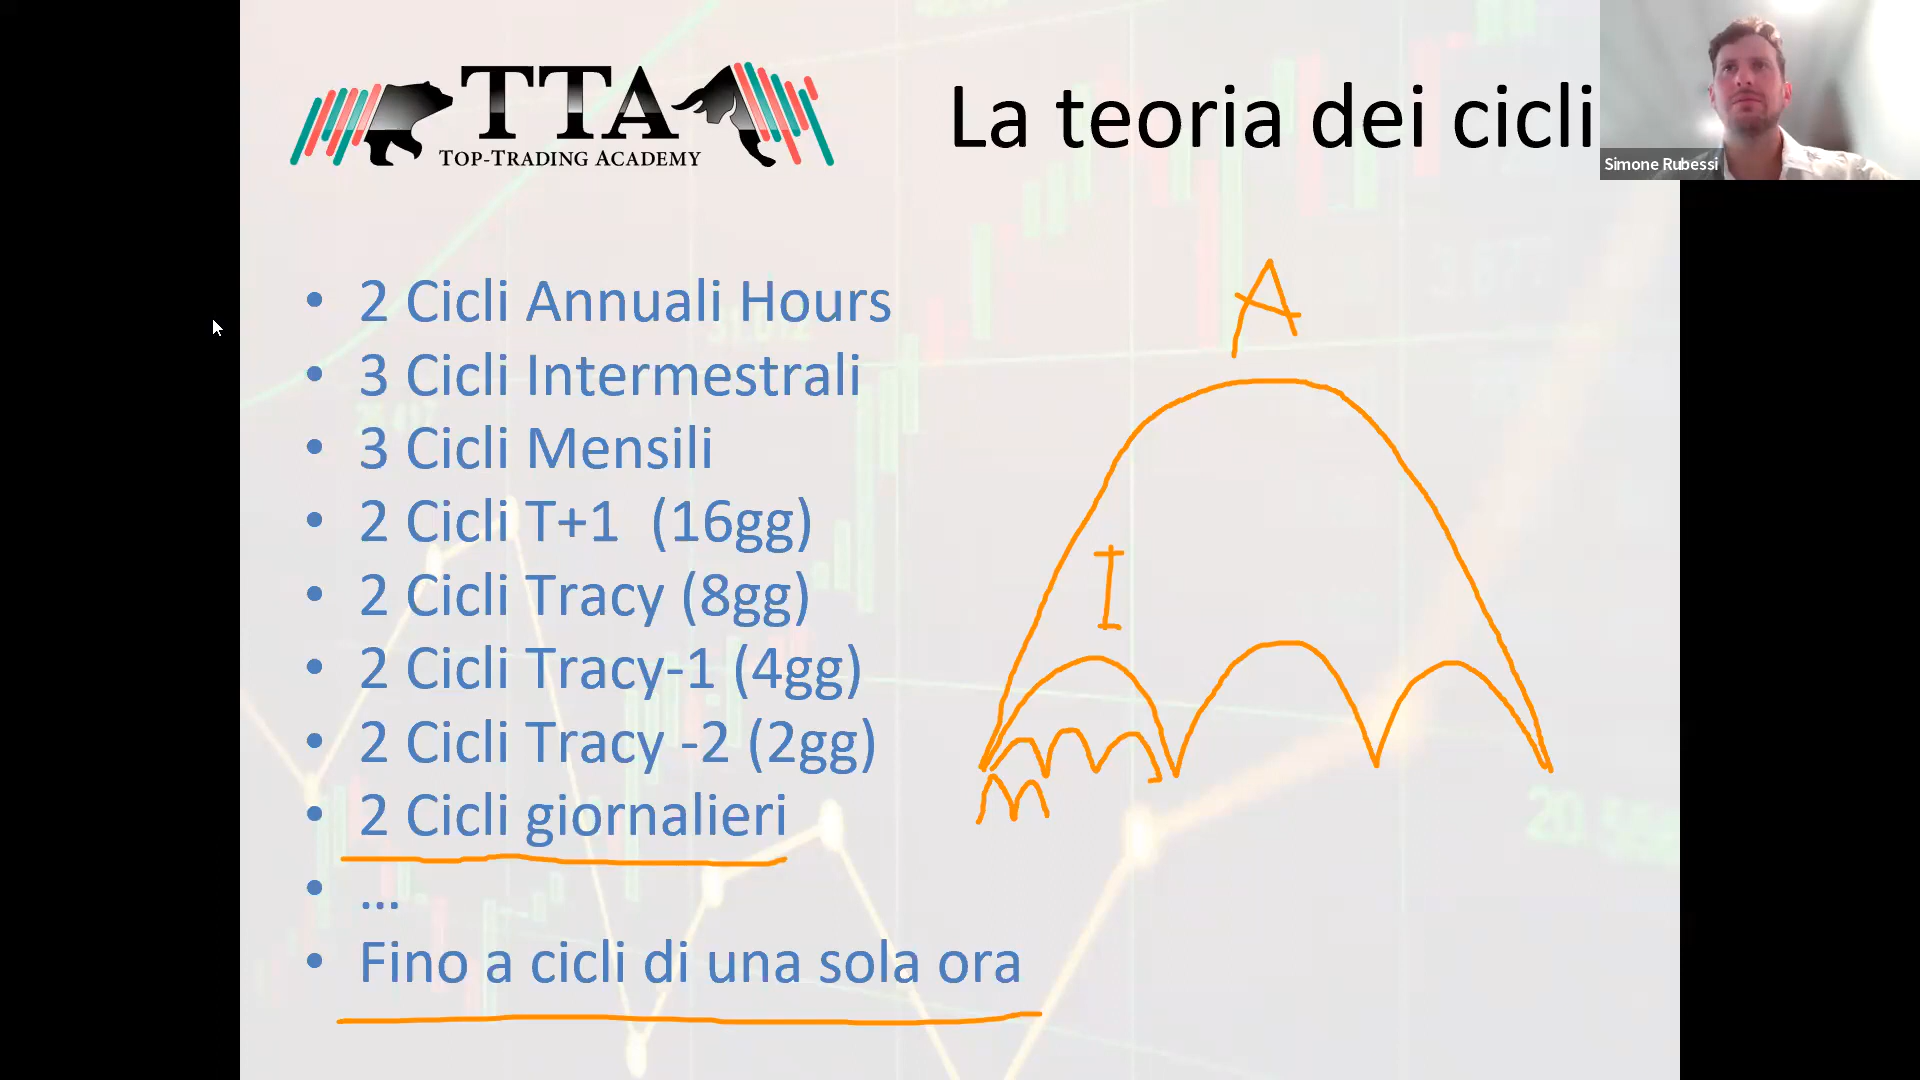 TTA
TOP-TRADING ACADEMY
La teoria dei cicli
Simone Rubessi
• 2 Cicli Annuali Hours
• 3 Cicli Intermestrali
• 3 Cicli Mensili
• 2 Cicli T+1 (16gg)
• 2 Cicli Tracy (8gg)
• 2 Cicli Tracy-1 (4gg)
• 2 Cicli Tracy -2 (2gg)
• 2 Cicli giornalieri
• ...
• Fino a cicli di una sola ora
A
I